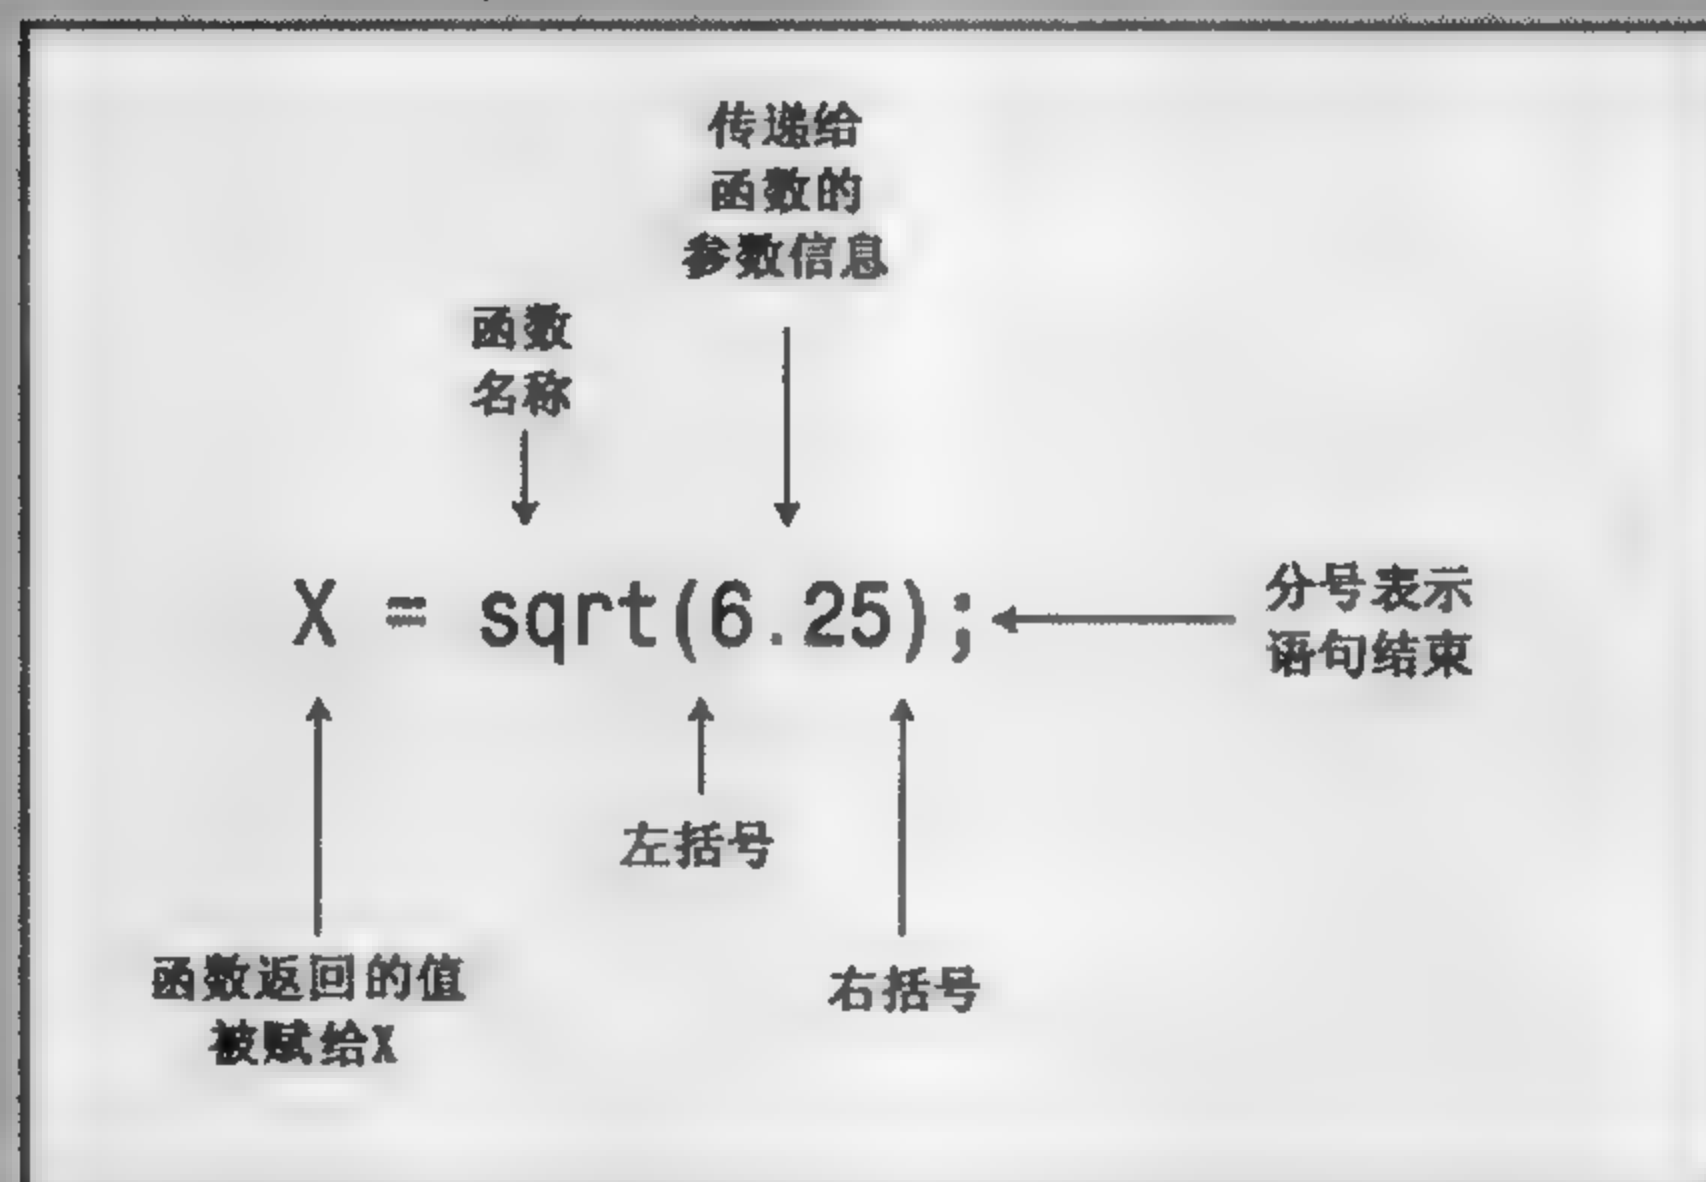 传递给
函数的
参数信息
函数
名称
X = sqrt(6.25);
分号表示
语句结束
左括号
函数返回的值
被赋给X
右括号